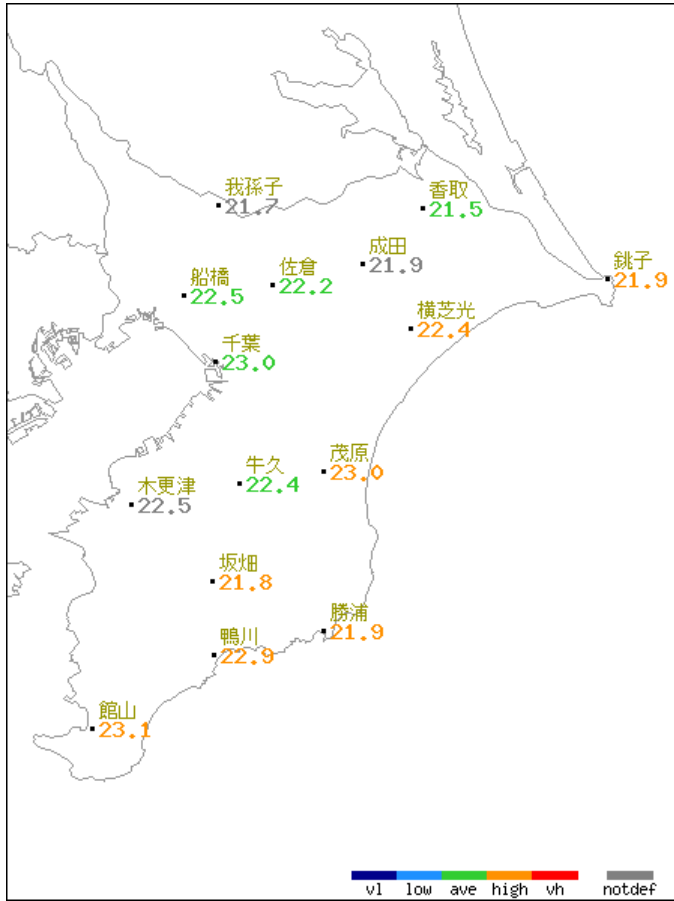 我孫子
21.7
香取
21.5
成田
21.9
銚子
21.9
船橋
22.5
佐倉
22.2
横芝光
22.4
千葉
23.0
茂原
23.0
牛久
22.4
木更津
22.5
坂畑
21.8
勝浦
21.9
鴨川
22.9
館山
23.1
vl low ave high vh notdef